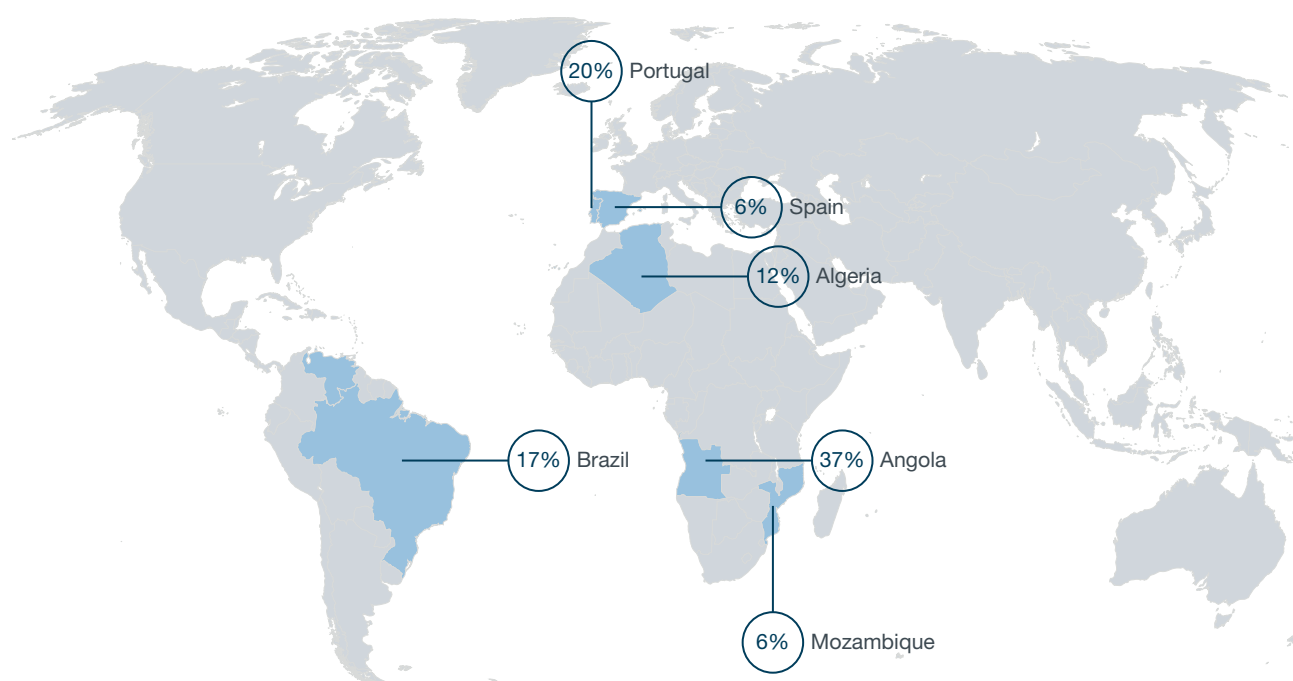 20% Portugal
6% Spain
12% Algeria
17% Brazil
37% Angola
6% Mozambique